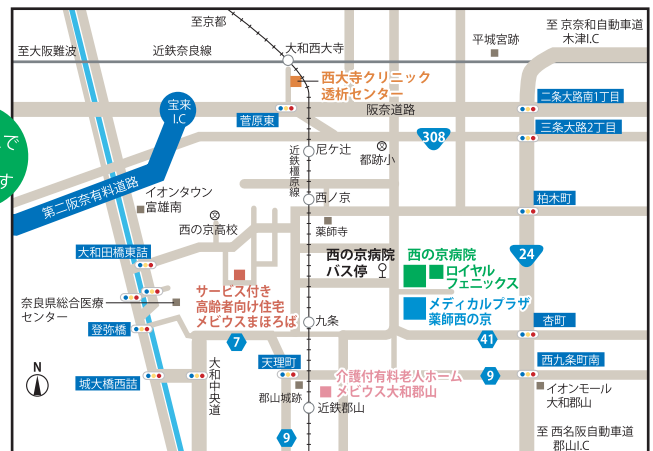 至京都
至 京奈和自動車道
木津I.C
平城宮跡
至大阪難波
近鉄奈良線
大和西大寺
西大寺クリニック
透析センター
宝来
I.C
二条大路南1丁目
阪奈道路
菅原東
三条大路2丁目
308
で
す
尼ケ辻
都跡小
近鉄橿原線
第二阪奈有料道路
イオンタウン
富雄南
西ノ京
柏木町
西の京高校
薬師寺
大和田橋東詰
西の京病院
バス停
西の京病院
ロイヤル
フェニックス
24
サービス付き
高齢者向け住宅
メビウスまほろば
奈良県総合医療
センター
メディカルプラザ
薬師西の京
九条
登弥橋
杏町
7
41
天理町
西九条町南
大和中央道
城大橋西詰
介護付有料老人ホーム
メビウス大和郡山
9
N
郡山城跡
近鉄郡山
イオンモール
大和郡山
9
至 西名阪自動車道
郡山I.C